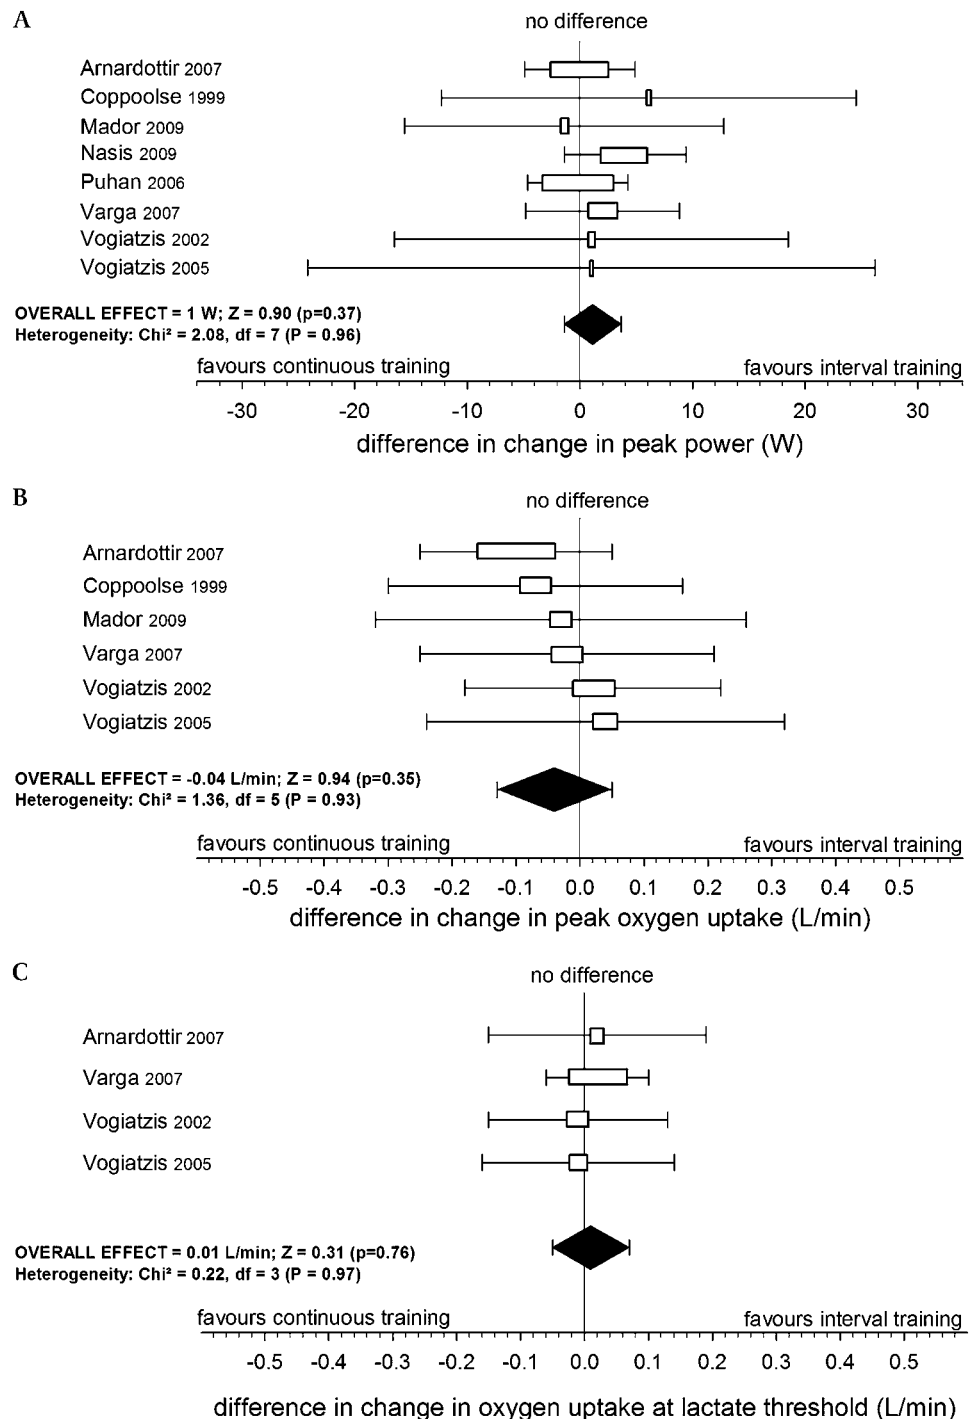 A
no difference
Arnardottir 2007
Coppoolse 1999
Mador 2009
Nasis 2009
Puhan 2006
Varga 2007
Vogiatzis 2002
Vogiatzis 2005
OVERALL EFFECT = 1 W; Z = 0.90 (p=0.37)
Heterogeneity: Chi² = 2.08, df = 7 (P = 0.96)
favours continuous training favours interval training
-30 -20 -10 0 10 20 30
difference in change in peak power (W)
B
no difference
Arnardottir 2007
Coppoolse 1999
Mador 2009
Varga 2007
Vogiatzis 2002
Vogiatzis 2005
OVERALL EFFECT = -0.04 L/min; Z = 0.94 (p=0.35)
Heterogeneity: Chi² = 1.36, df = 5 (P = 0.93)
favours continuous training favours interval training
-0.5 -0.4 -0.3 -0.2 -0.1 0.0 0.1 0.2 0.3 0.4 0.5
difference in change in peak oxygen uptake (L/min)
C
no difference
Arnardottir 2007
Varga 2007
Vogiatzis 2002
Vogiatzis 2005
OVERALL EFFECT = 0.01 L/min; Z = 0.31 (p=0.76)
Heterogeneity: Chi² = 0.22, df = 3 (P = 0.97)
favours continuous training favours interval training
-0.5 -0.4 -0.3 -0.2 -0.1 0.0 0.1 0.2 0.3 0.4 0.5
difference in change in oxygen uptake at lactate threshold (L/min)